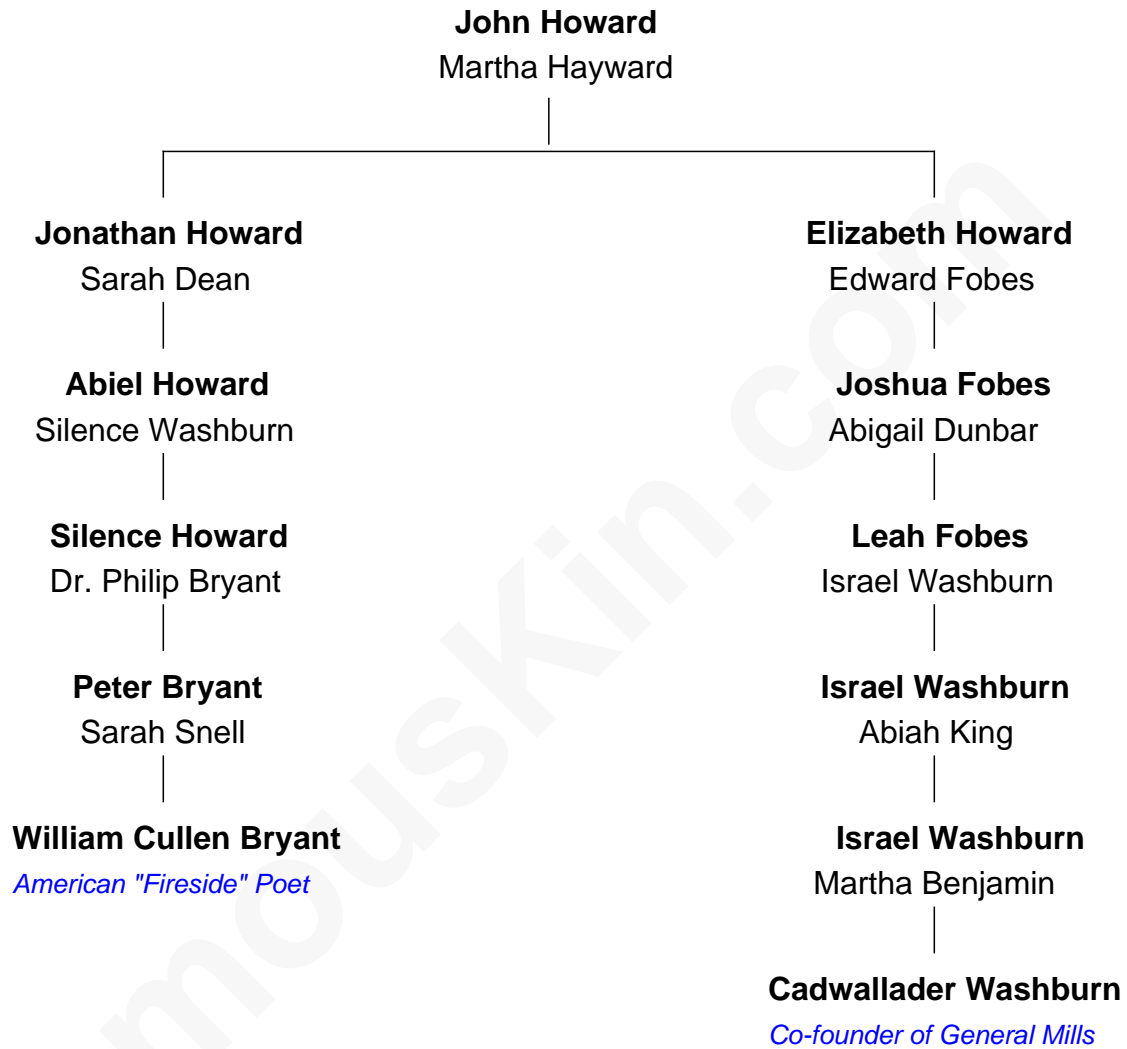 John Howard
Martha Hayward
Jonathan Howard
Sarah Dean
Elizabeth Howard
Edward Fobes
Abiel Howard
Silence Washburn
Joshua Fobes
Abigail Dunbar
Silence Howard
Dr. Philip Bryant
Leah Fobes
Israel Washburn
Peter Bryant
Sarah Snell
Israel Washburn
Abiah King
William Cullen Bryant
American "Fireside" Poet
Israel Washburn
Martha Benjamin
Cadwallader Washburn
Co-founder of General Mills
mousKin.com